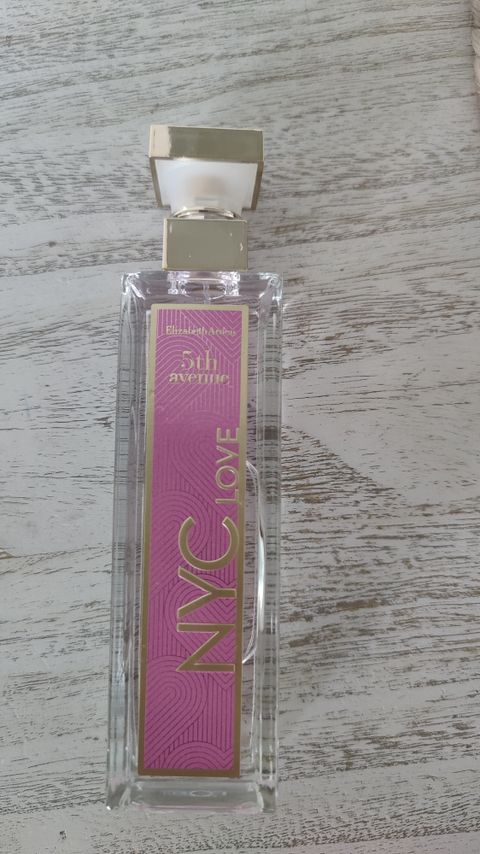 Elizabeth Arden
5th
avenue
NYC
LOVE